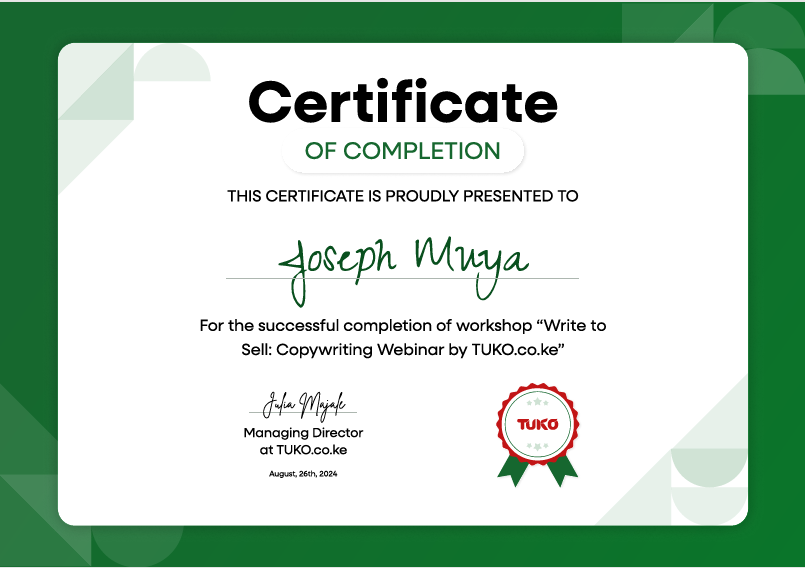 Certificate
OF COMPLETION
THIS CERTIFICATE IS PROUDLY PRESENTED TO
Joseph Muya
For the successful completion of workshop “Write to
Sell: Copywriting Webinar by TUKO.co.ke”
Julia Majale
Managing Director
at TUKO.co.ke
August, 26th, 2024
TUKO